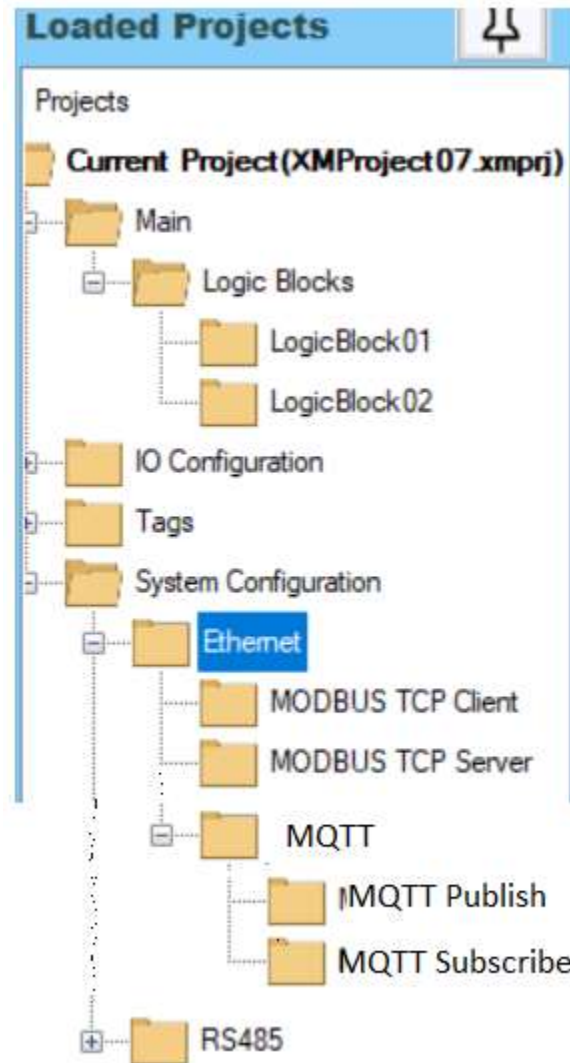 Loaded Projects
Projects
Current Project(XMProject07.xmprj)
Main
Logic Blocks
LogicBlock01
LogicBlock02
IO Configuration
Tags
System Configuration
Ethernet
MODBUS TCP Client
MODBUS TCP Server
MQTT
MQTT Publish
MQTT Subscribe
RS485